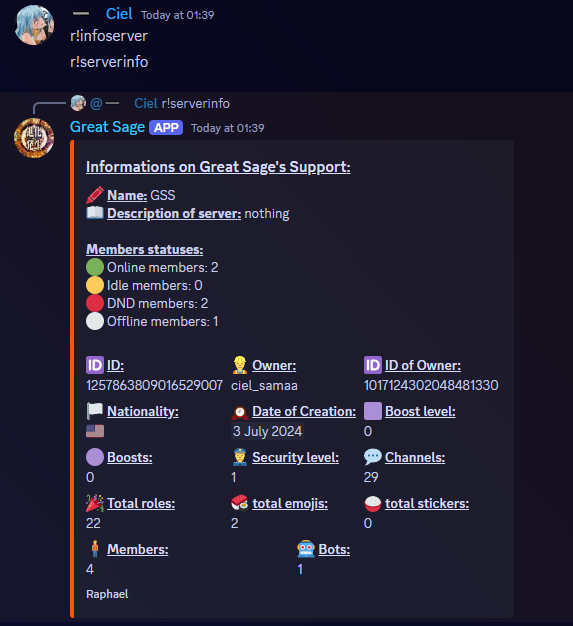 — Ciel Today at 01:39
r!infoserver
r!serverinfo
@ — Ciel r!serverinfo
Great Sage APP Today at 01:39
Informations on Great Sage's Support:
Name: GSS
Description of server: nothing
Members statuses:
Online members: 2
Idle members: 0
DND members: 2
Offline members: 1
ID ID: Owner: ID ID of Owner:
1257863809016529007 ciel_samaa 1017124302048481330
Nationality: Date of Creation: Boost level:
3 July 2024 0
Boosts: Security level: Channels:
0 1 29
Total roles: total emojis: total stickers:
22 2 0
Members: Bots:
4 1
Raphael